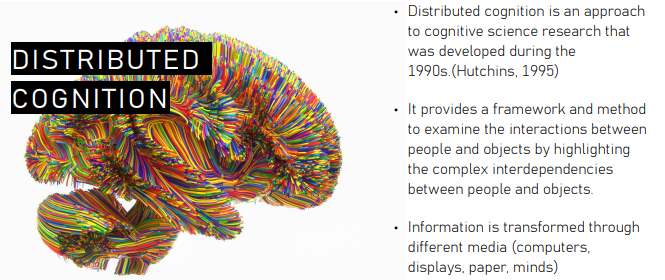 DISTRIBUTED
COGNITION
• Distributed cognition is an approach
to cognitive science research that
was developed during the
1990s.(Hutchins, 1995)
• It provides a framework and method
to examine the interactions between
people and objects by highlighting
the complex interdependencies
between people and objects.
• Information is transformed through
different media (computers,
displays, paper, minds)